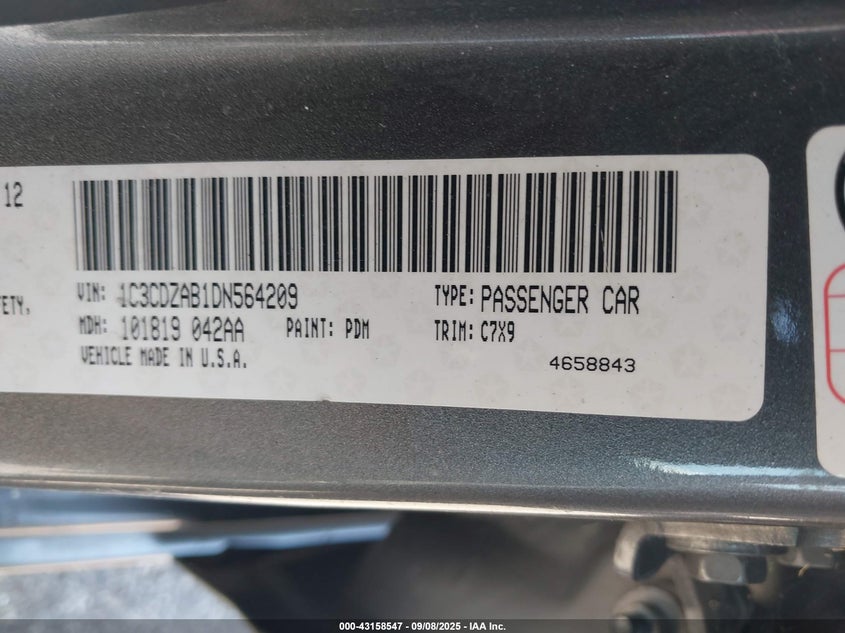 12
FETY,
VIN: 1C3CDZAB1DN564209
TYPE: PASSENGER CAR
MDH: 101819 042AA
PAINT: PDM
TRIM: C7X9
VEHICLE MADE IN U.S.A.
4658843
000-43158547 - 09/08/2025 - IAA Inc.